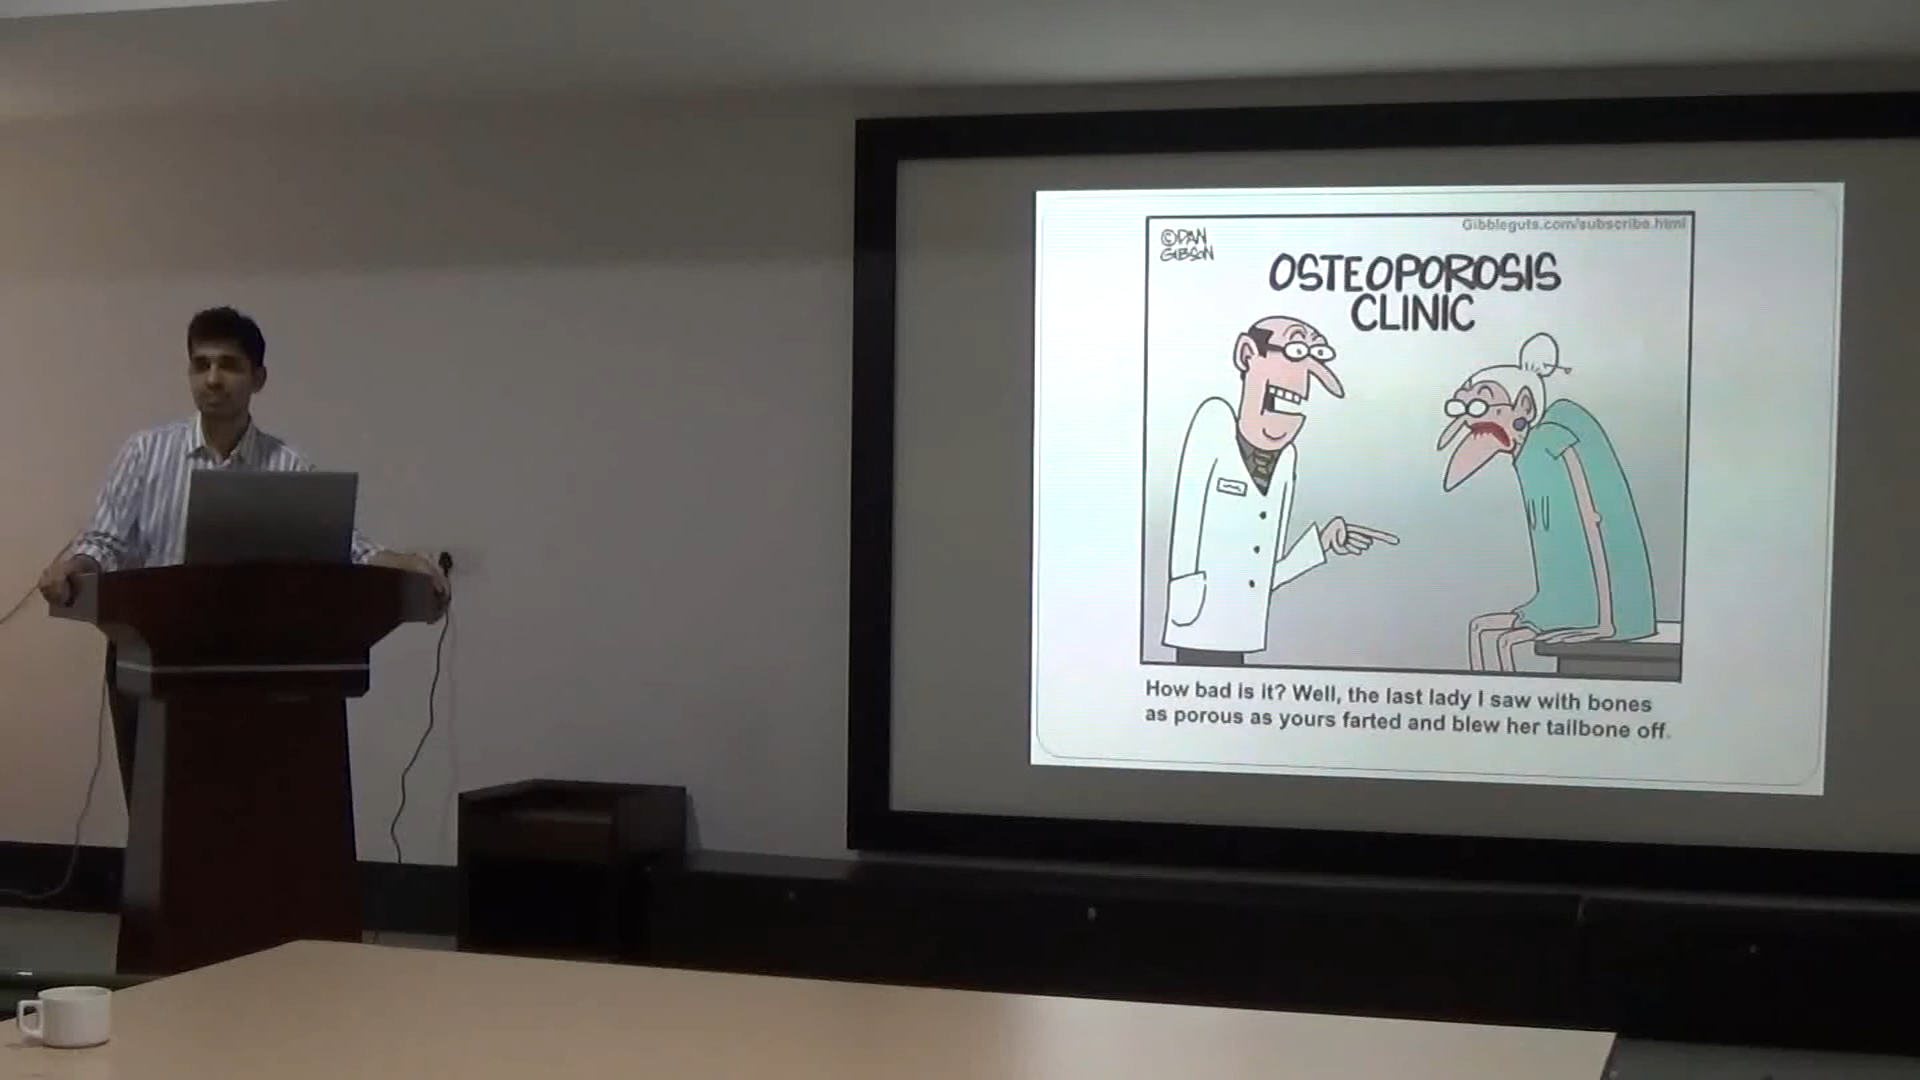 Gibbleguts.com/subscribe.html
©DAN
GIBSON
OSTEOPOROSIS
CLINIC
How bad is it? Well, the last lady I saw with bones
as porous as yours farted and blew her tailbone off.